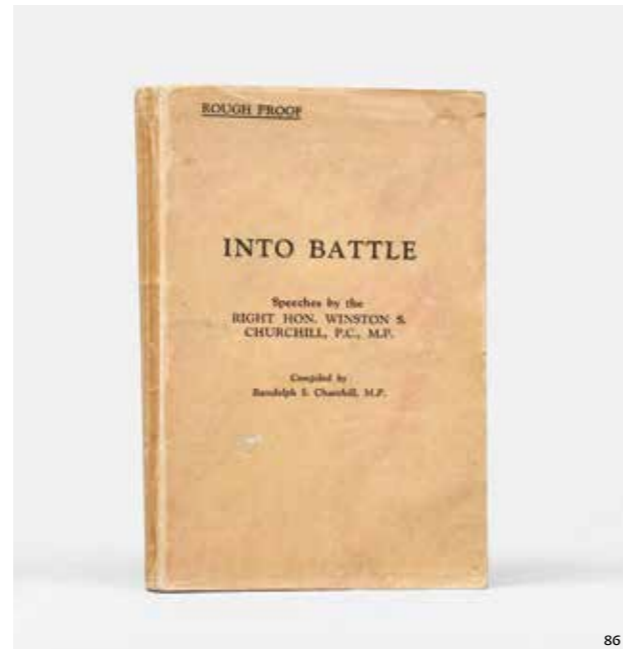 ROUGH PROOF
INTO BATTLE
Speeches by the
RIGHT HON. WINSTON S.
CHURCHILL, P.C., M.P.
Compiled by
Randolph S. Churchill, M.P.
86